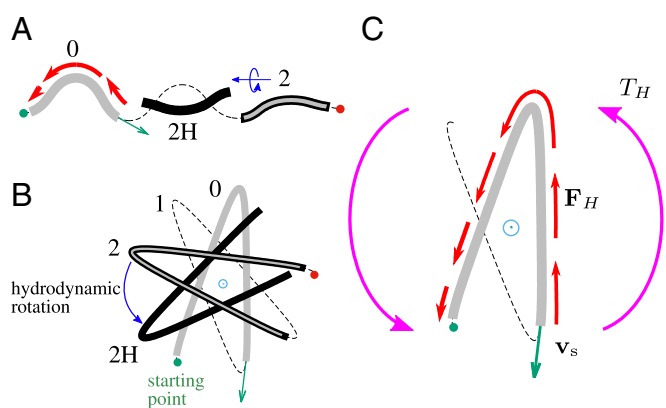 A
0
2H
2
B
0
1
2
hydrodynamic
rotation
2H
starting
point
C
T_H
F_H
v_s